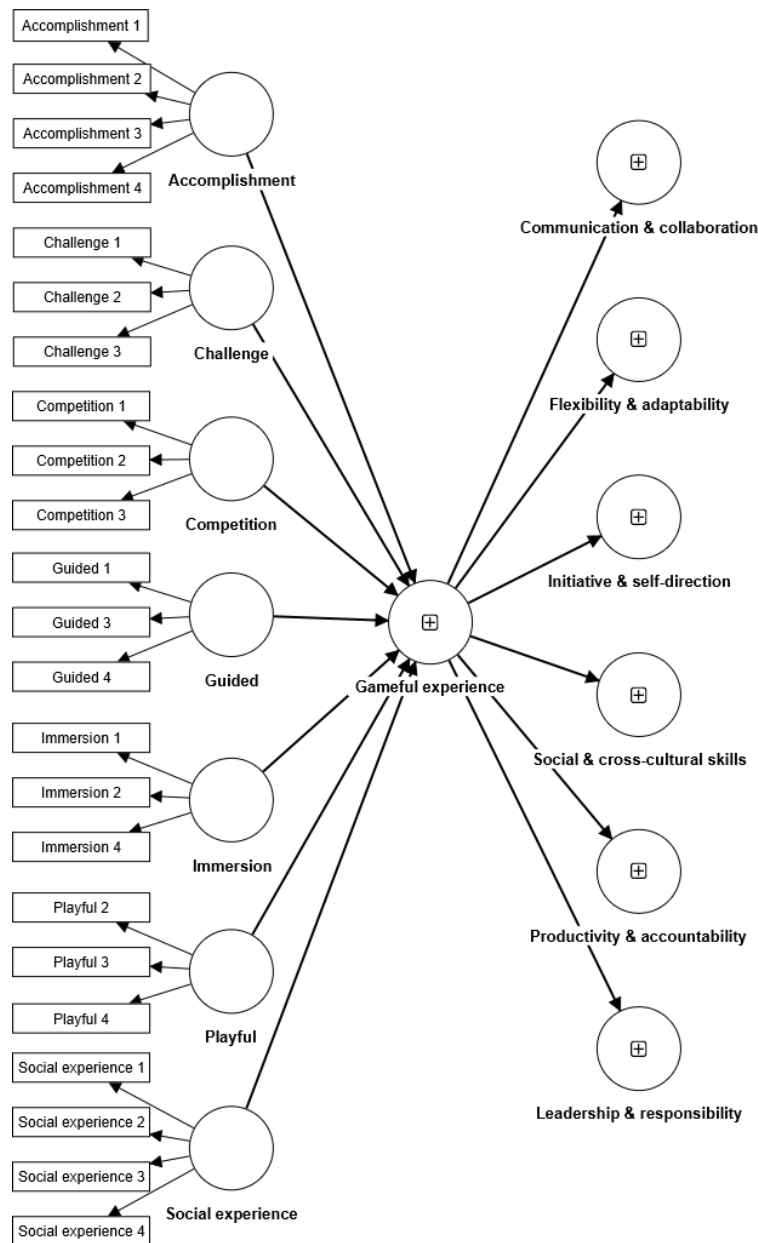 Accomplishment 1
Accomplishment 2
Accomplishment 3
Accomplishment 4
Accomplishment
Challenge 1
Challenge 2
Challenge 3
Challenge
Competition 1
Competition 2
Competition 3
Competition
Guided 1
Guided 3
Guided 4
Guided
Immersion 1
Immersion 2
Immersion 4
Immersion
Playful 2
Playful 3
Playful 4
Playful
Social experience 1
Social experience 2
Social experience 3
Social experience 4
Social experience
Gameful experience
Communication & collaboration
Flexibility & adaptability
Initiative & self-direction
Social & cross-cultural skills
Productivity & accountability
Leadership & responsibility